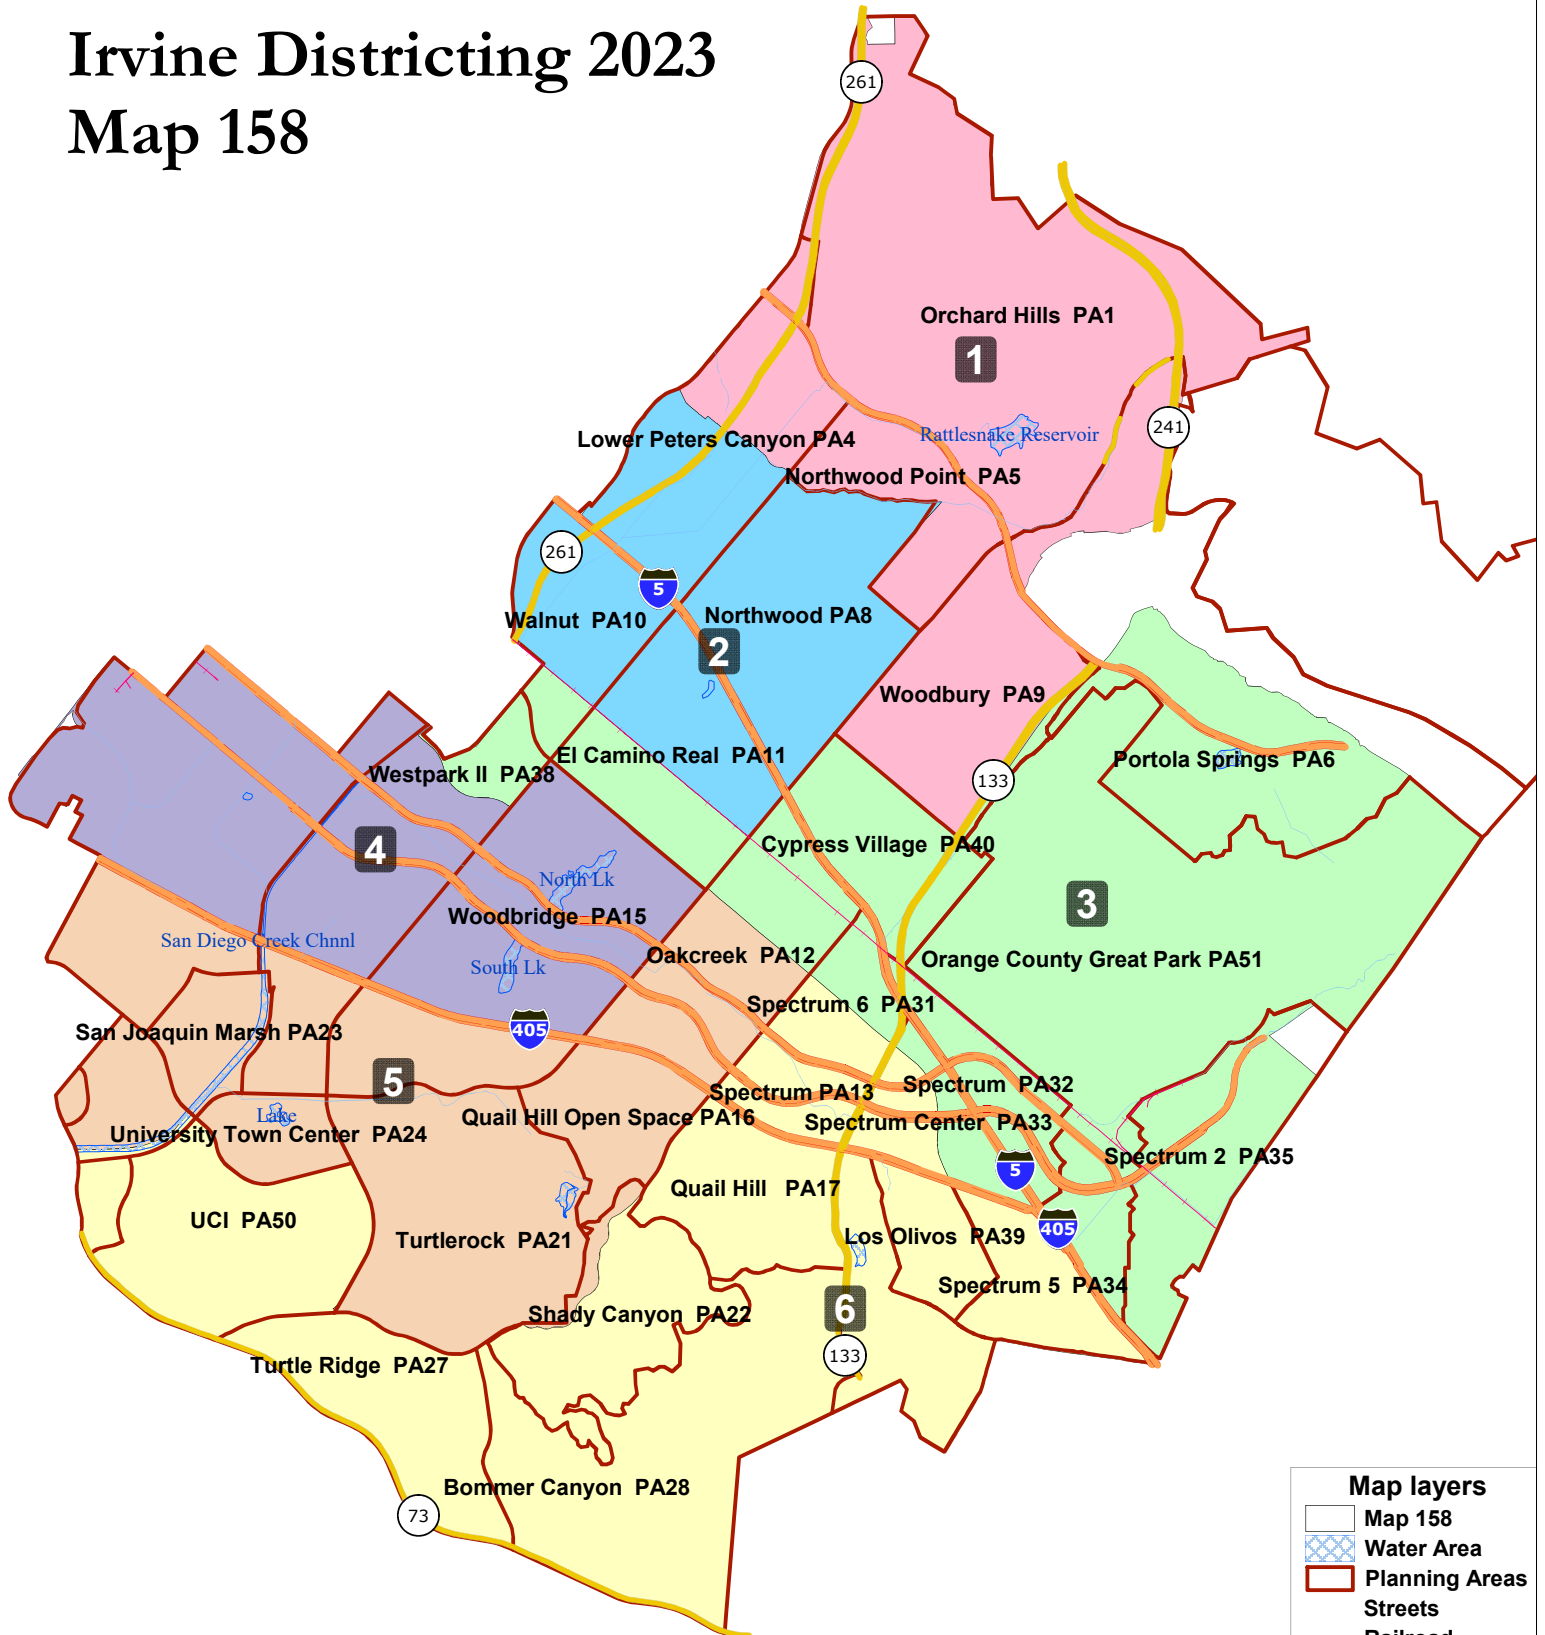 Irvine Districting 2023
Map 158
261
Orchard Hills  PA1
1
241
Rattlesnake Reservoir
Lower Peters Canyon PA4
Northwood Point  PA5
261
5
Walnut  PA10
Northwood PA8
2
Woodbury  PA9
El Camino Real  PA11
Westpark II  PA38
Portola Springs  PA6
133
4
Cypress Village  PA40
North Lk
3
Woodbridge  PA15
San Diego Creek Chnnl
Oakcreek  PA12
Orange County Great Park PA51
South Lk
Spectrum 6  PA31
San Joaquin Marsh PA23
405
5
Spectrum PA13
Spectrum  PA32
Lake
Quail Hill Open Space PA16
Spectrum Center  PA33
University Town Center  PA24
Spectrum 2  PA35
5
Quail Hill   PA17
UCI  PA50
Turtlerock  PA21
Los Olivos  PA39
405
Spectrum 5  PA34
Shady Canyon  PA22
6
133
Turtle Ridge  PA27
Bommer Canyon  PA28
73
Map layers
Map 158
Water Area
Planning Areas
Streets
Railroad